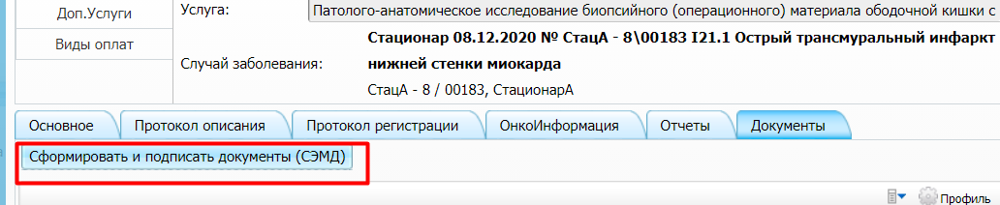 Доп.Услуги
Виды оплат
Услуга: Патолого-анатомическое исследование биопсийного (операционного) материала ободочной кишки с
Стационар 08.12.2020 № СтацА - 8\00183 I21.1 Острый трансмуральный инфаркт
Случай заболевания: нижней стенки миокарда
СтацА - 8 / 00183, СтационарА
Основное Протокол описания Протокол регистрации ОнкоИнформация Отчеты Документы
Сформировать и подписать документы (СЭМД)
Профиль